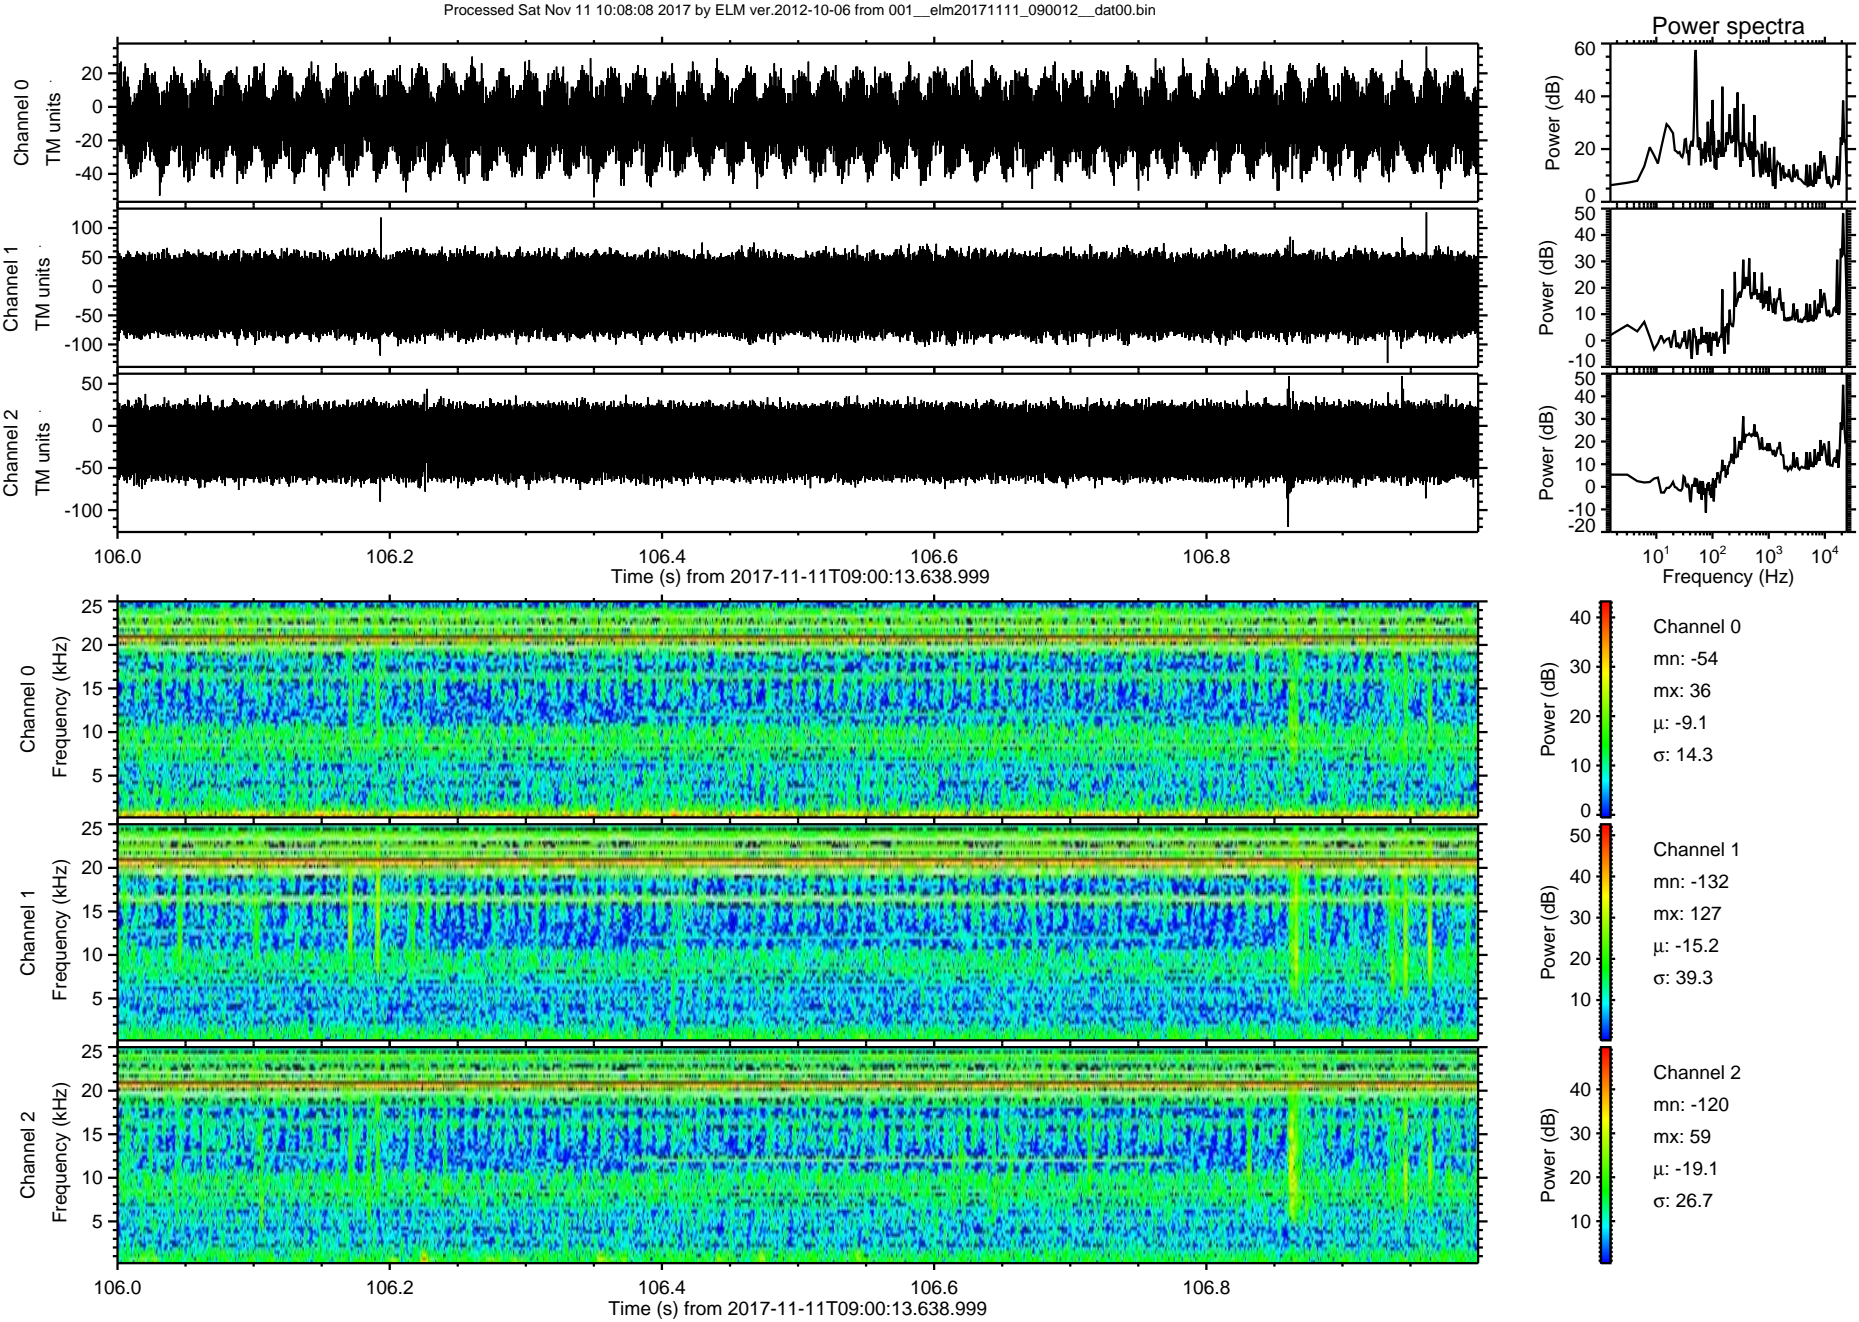 Processed Sat Nov 11 10:08:08 2017 by ELM ver.2012-10-06 from 001__elm20171111_090012__dat00.bin
Power spectra
Channel 0
TM units
20
0
-20
-40
Power (dB)
60
40
20
0
Channel 1
TM units
100
50
0
-50
-100
Power (dB)
50
40
30
20
10
0
-10
Channel 2
TM units
50
0
-50
-100
Power (dB)
50
40
30
20
10
0
-10
-20
106.0 106.2 106.4 106.6 106.8
Time (s) from 2017-11-11T09:00:13.638.999
10^1 10^2 10^3 10^4
Frequency (Hz)
Channel 0
Frequency (kHz)
25
20
15
10
5
Power (dB)
40
30
20
10
0
Channel 0
mn: -54
mx: 36
μ: -9.1
σ: 14.3
Channel 1
Frequency (kHz)
25
20
15
10
5
Power (dB)
50
40
30
20
10
Channel 1
mn: -132
mx: 127
μ: -15.2
σ: 39.3
Channel 2
Frequency (kHz)
25
20
15
10
5
Power (dB)
40
30
20
10
Channel 2
mn: -120
mx: 59
μ: -19.1
σ: 26.7
106.0 106.2 106.4 106.6 106.8
Time (s) from 2017-11-11T09:00:13.638.999